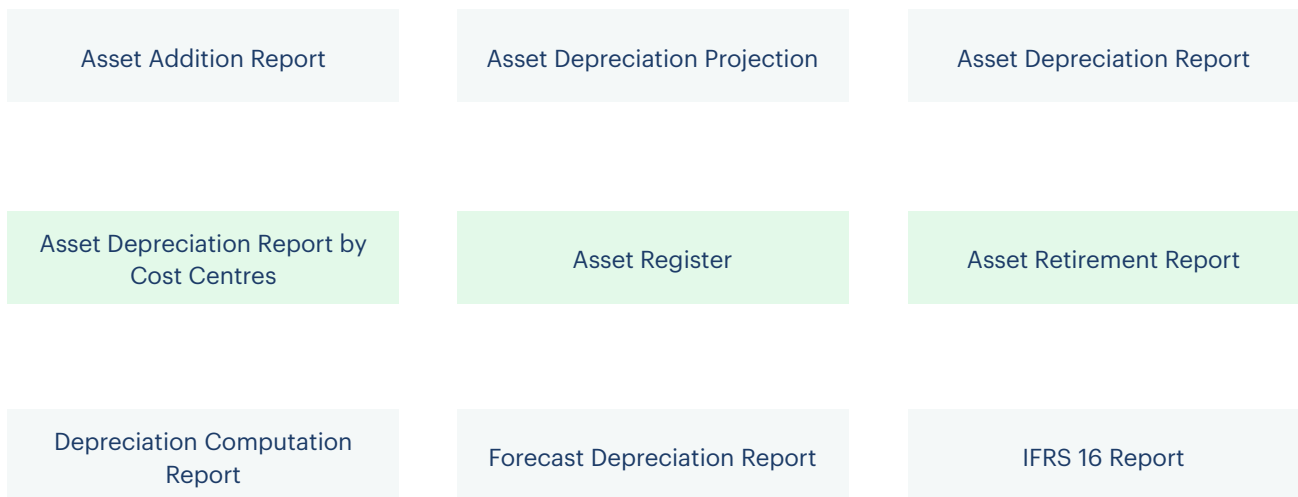 Asset Addition Report
Asset Depreciation Projection
Asset Depreciation Report
Asset Depreciation Report by
Cost Centres
Asset Register
Asset Retirement Report
Depreciation Computation
Report
Forecast Depreciation Report
IFRS 16 Report